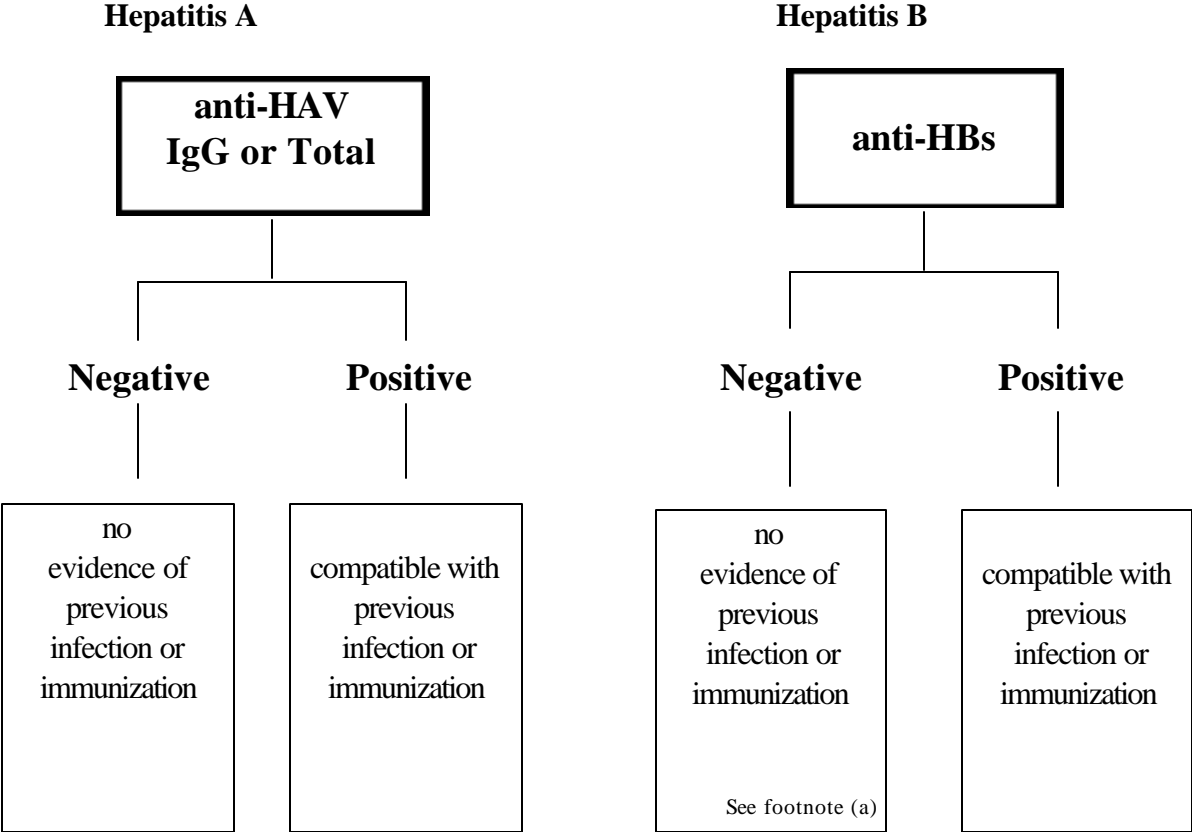 Hepatitis A
anti-HAV
IgG or Total
Negative
Positive
no
evidence of
previous
infection or
immunization
compatible with
previous
infection or
immunization
Hepatitis B
anti-HBs
Negative
Positive
no
evidence of
previous
infection or
immunization
See footnote (a)
compatible with
previous
infection or
immunization